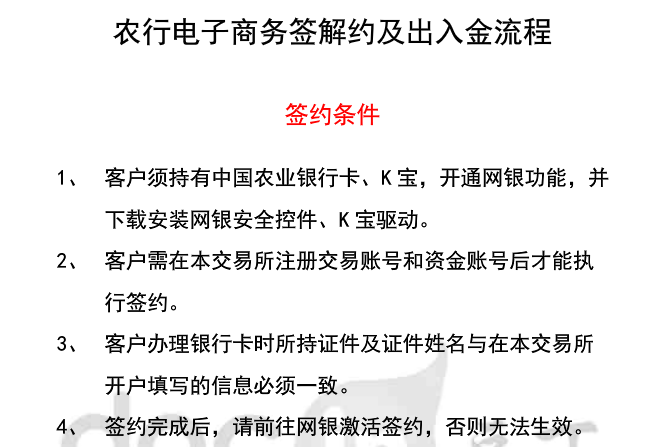 农行电子商务签解约及出入金流程
签约条件
1、 客户须持有中国农业银行卡、K 宝，开通网银功能，并
下载安装网银安全控件、K 宝驱动。
2、 客户需在本交易所注册交易账号和资金账号后才能执
行签约。
3、 客户办理银行卡时所持证件及证件姓名与在本交易所
开户填写的信息必须一致。
4、 签约完成后，请前往网银激活签约，否则无法生效。